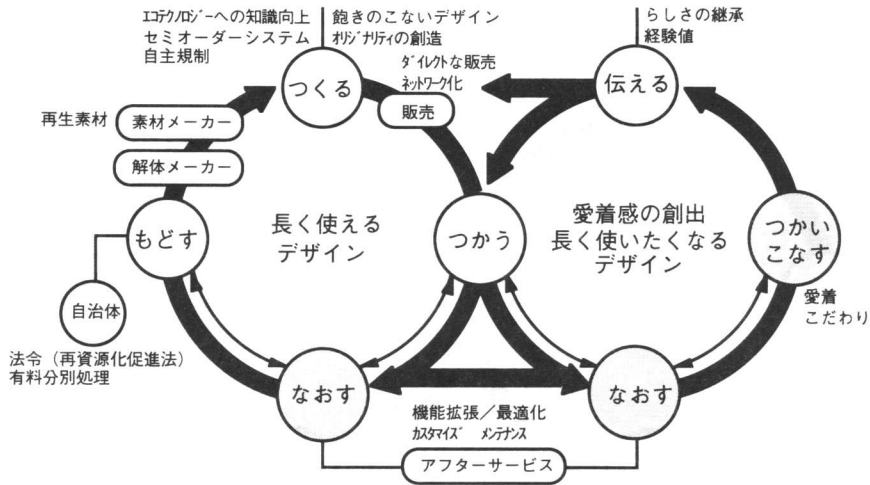 エコテクノロジーへの知識向上
セミオーダーシステム
自主規制
飽きのこないデザイン
オリジナリティの創造
らしさの継承
経験値
つくる
ダイレクトな販売
ネットワーク化
販売
伝える
再生素材
素材メーカー
解体メーカー
もどす
長く使える
デザイン
つかう
愛着感の創出
長く使いたくなる
デザイン
つかい
こなす
愛着
こだわり
自治体
法令（再資源化促進法）
有料分別処理
なおす
なおす
機能拡張／最適化
カスタマイズ　メンテナンス
アフターサービス